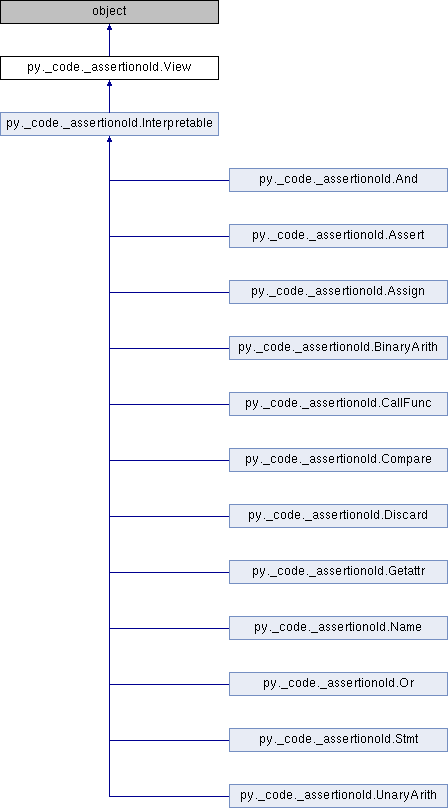 object
py._code._assertionold.View
py._code._assertionold.Interpretable
py._code._assertionold.And
py._code._assertionold.Assert
py._code._assertionold.Assign
py._code._assertionold.BinaryArith
py._code._assertionold.CallFunc
py._code._assertionold.Compare
py._code._assertionold.Discard
py._code._assertionold.Getattr
py._code._assertionold.Name
py._code._assertionold.Or
py._code._assertionold.Stmt
py._code._assertionold.UnaryArith